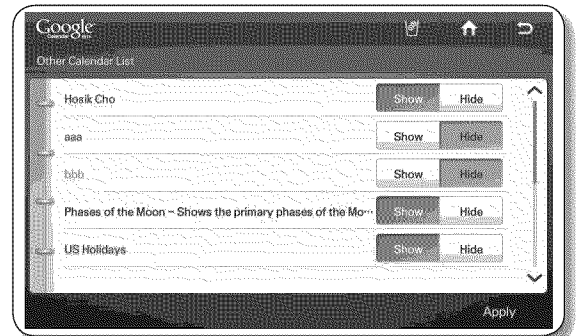 Google
Calendar
Other Calendar List
Hosik Cho Show Hide
aaa Show Hide
bbb Show Hide
Phases of the Moon – Shows the primary phases of the Mo··· Show Hide
US Holidays Show Hide
Apply